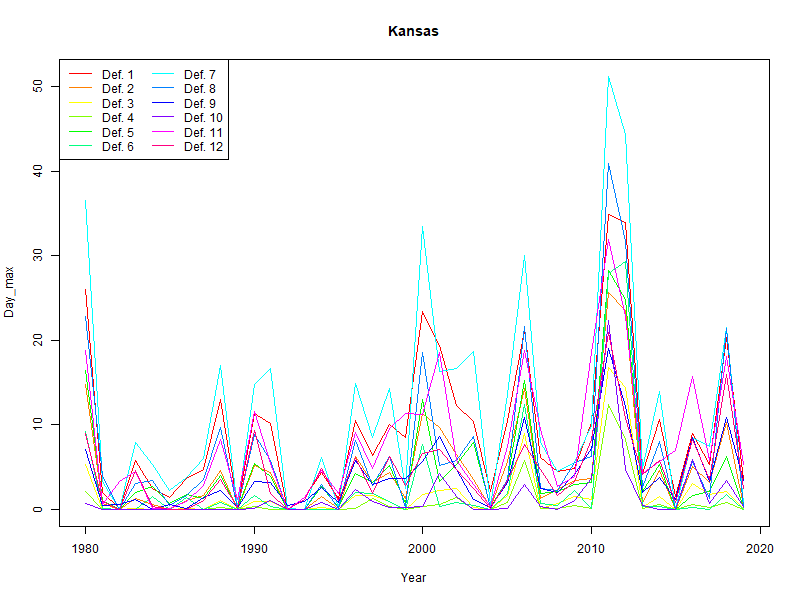 Kansas
Def. 1 Def. 7
Def. 2 Def. 8
Def. 3 Def. 9
Def. 4 Def. 10
Def. 5 Def. 11
Def. 6 Def. 12
50
40
30
20
10
0
Day_max
1980 1990 2000 2010 2020
Year